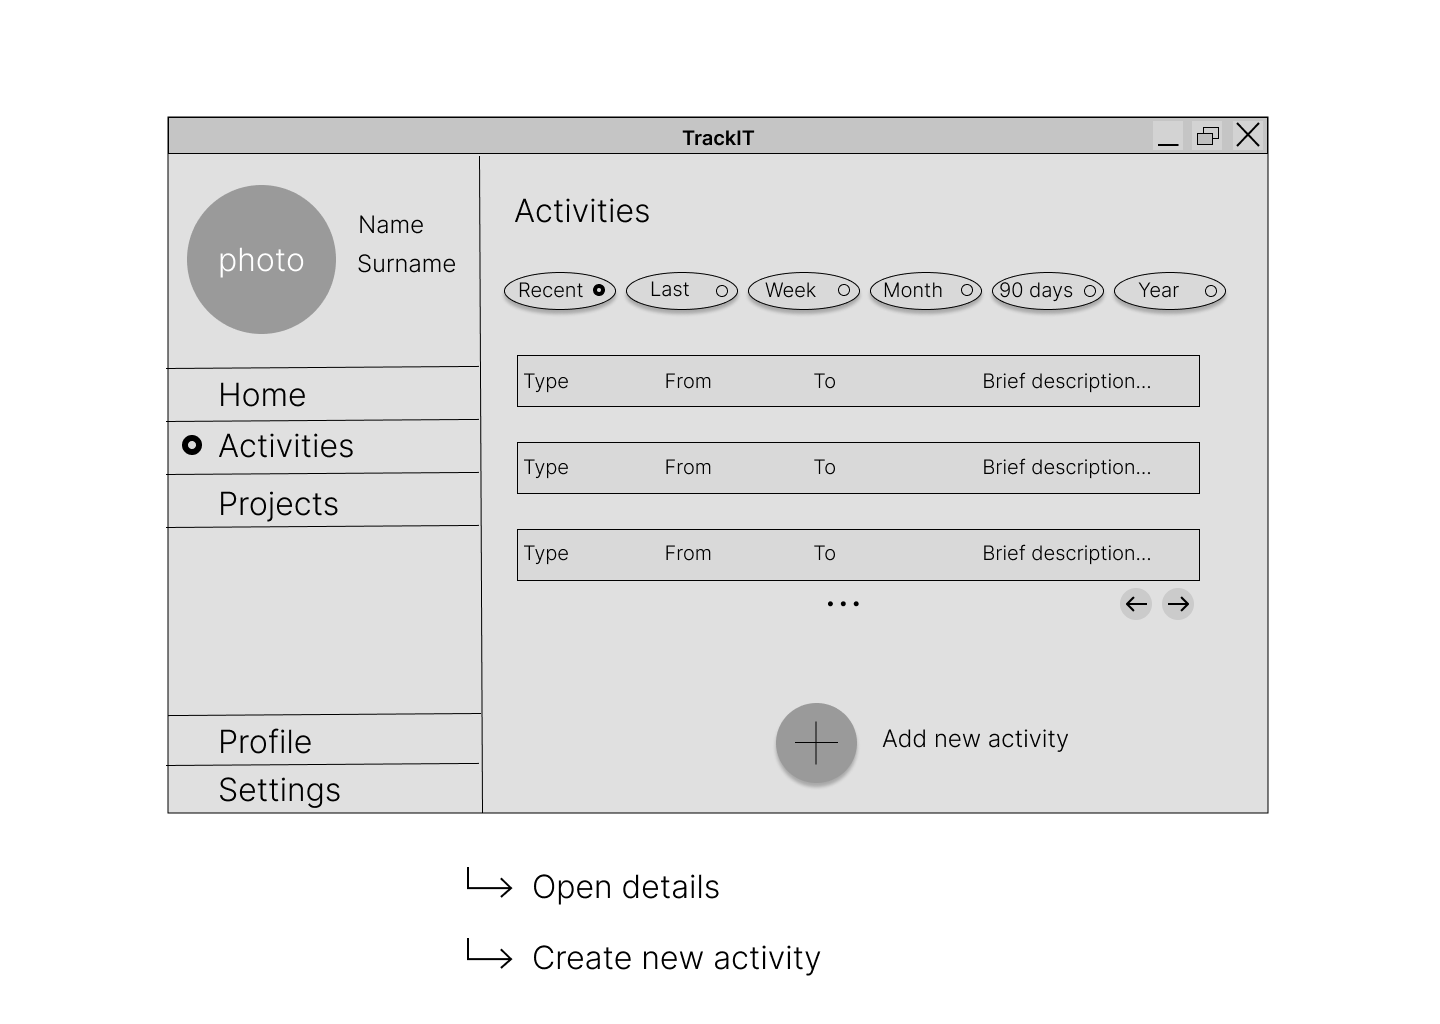 TrackIT
photo
Name
Surname
Home
Activities
Projects
Profile
Settings
Activities
Recent Last Week Month 90 days Year
Type From To Brief description...
Type From To Brief description...
Type From To Brief description...
...
Add new activity
Open details
Create new activity